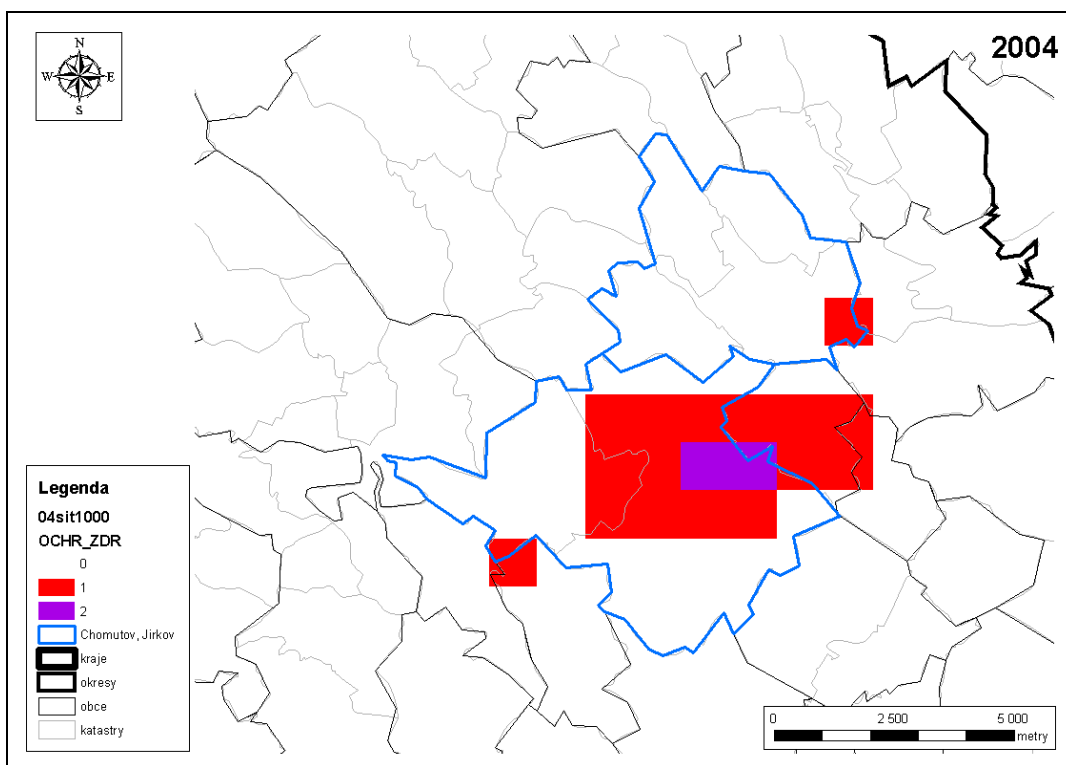 2004
N
W E
S
Legenda
04sit1000
OCHR_ZDR
0
1
2
Chomutov, Jirkov
kraje
okresy
obce
katastry
0 2 500 5 000
metry